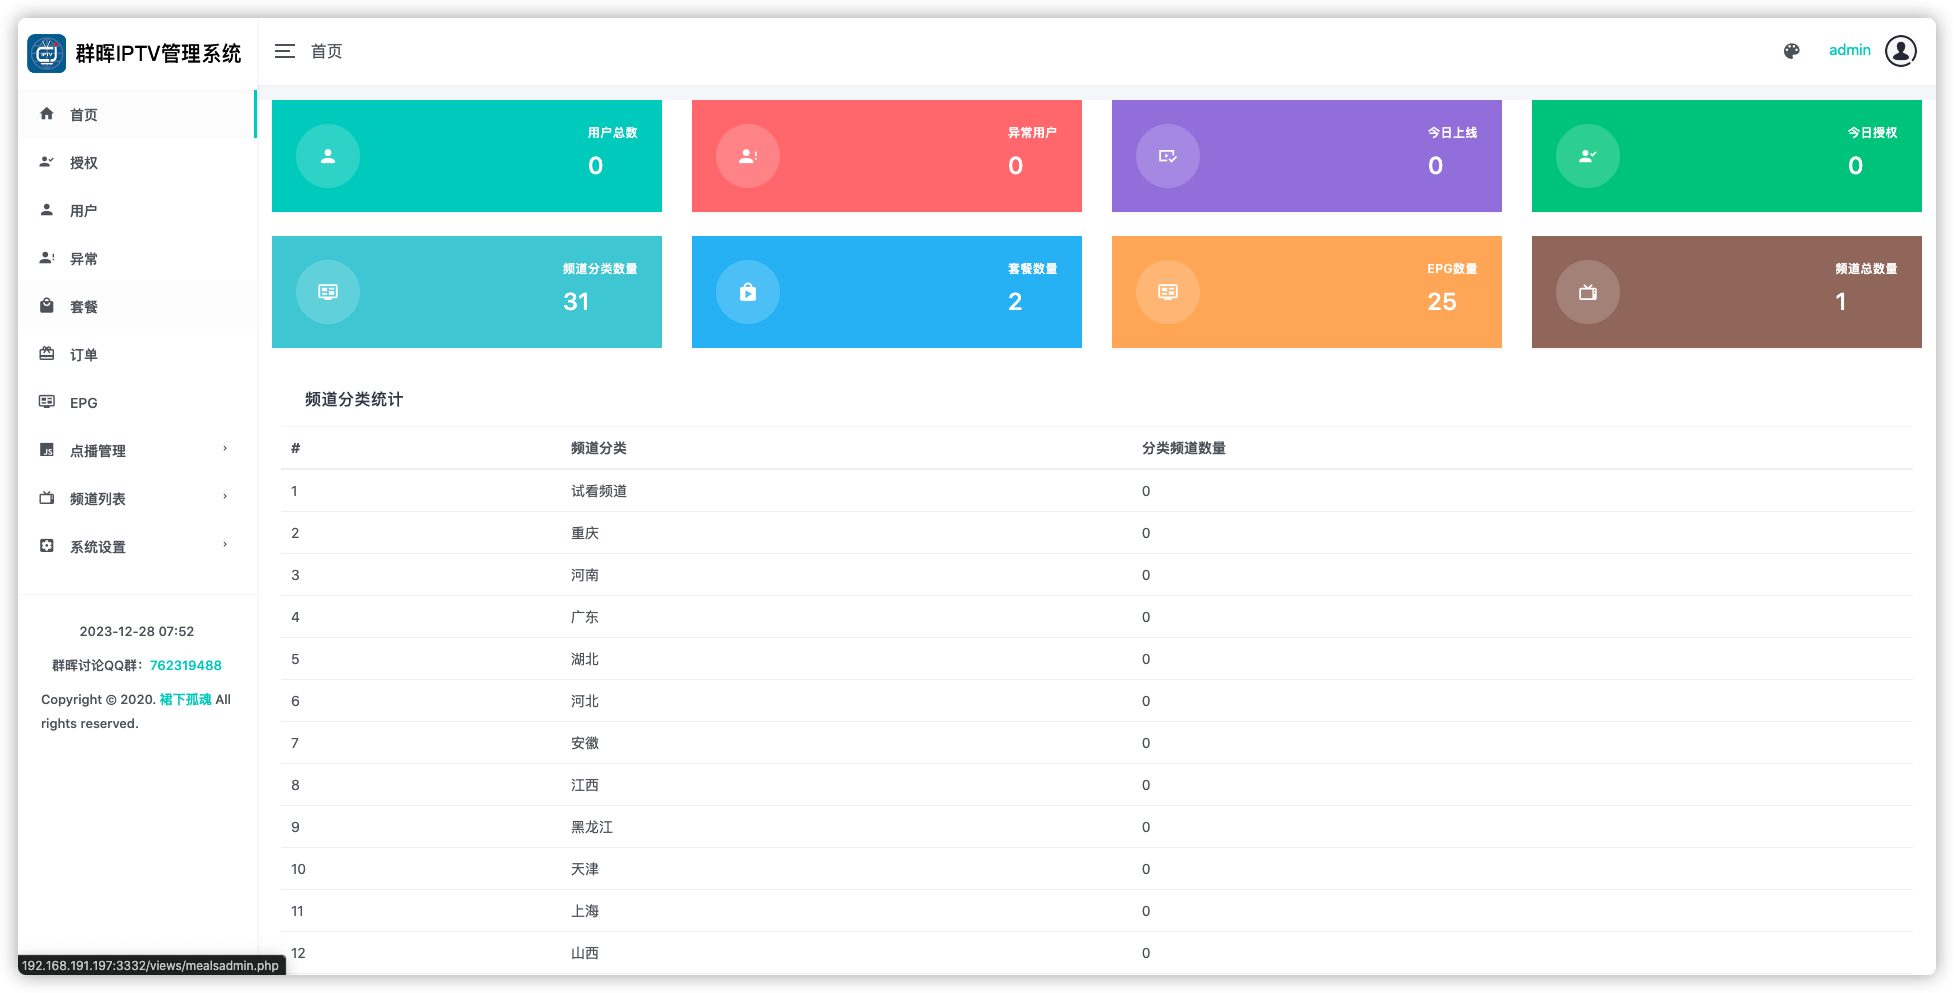 群晖IPTV管理系统
首页
admin
首页
授权
用户
异常
套餐
订单
EPG
点播管理
频道列表
系统设置
2023-12-28 07:52
群晖讨论QQ群：762319488
Copyright © 2020. 裙下孤魂 All
rights reserved.
用户总数
0
异常用户
0
今日上线
0
今日授权
0
频道分类数量
31
套餐数量
2
EPG数量
25
频道总数量
1
频道分类统计
# 频道分类 分类频道数量
1 试看频道 0
2 重庆 0
3 河南 0
4 广东 0
5 湖北 0
6 河北 0
7 安徽 0
8 江西 0
9 黑龙江 0
10 天津 0
11 上海 0
12 山西 0
192.168.191.197:3332/views/mealsadmin.php